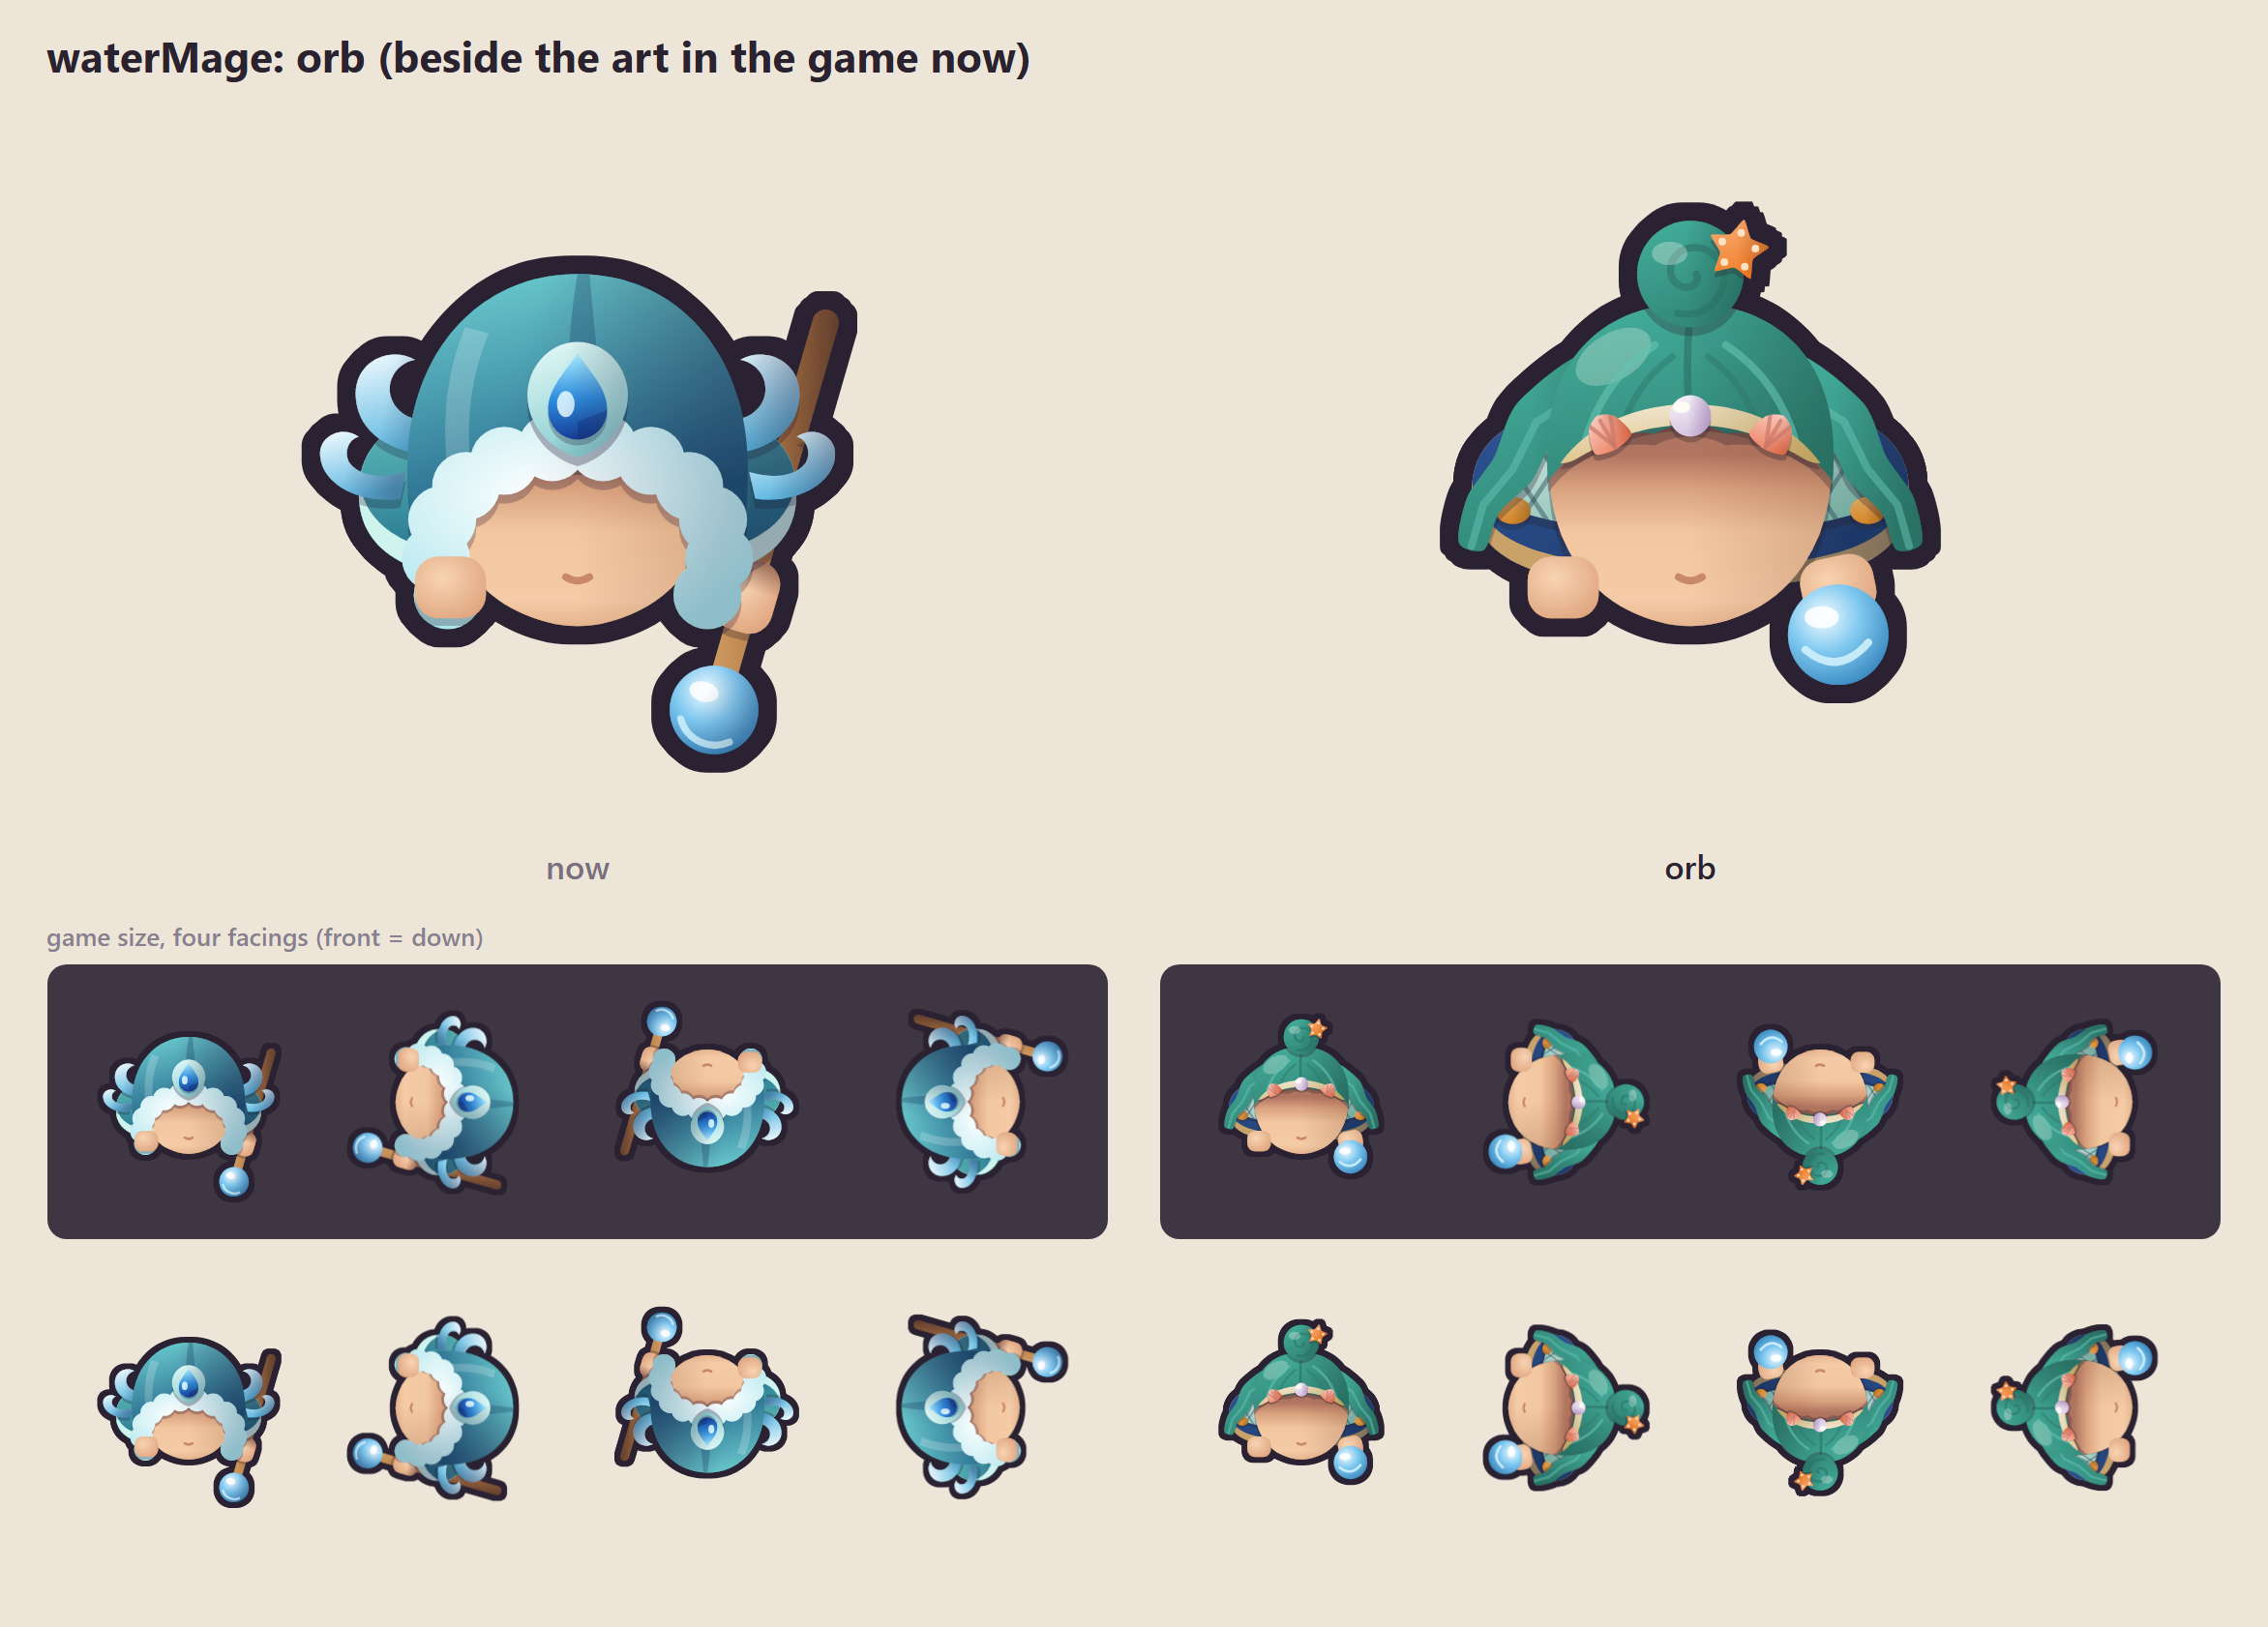 waterMage: orb (beside the art in the game now)
now
orb
game size, four facings (front = down)